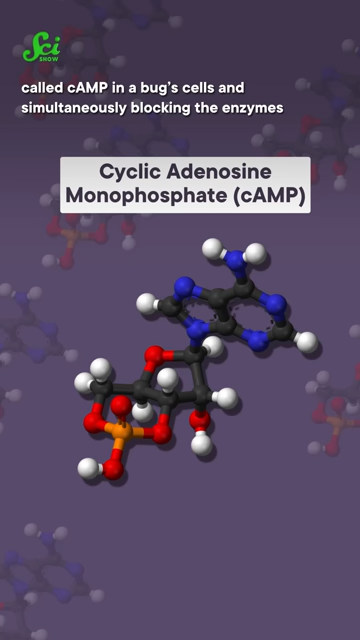 Sci
SHOW
called cAMP in a bug's cells and
simultaneously blocking the enzymes
Cyclic Adenosine
Monophosphate (cAMP)